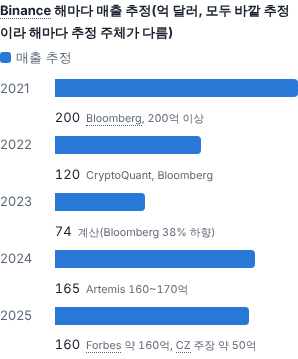 Binance 해마다 매출 추정(억 달러, 모두 바깥 추정
이라 해마다 추정 주체가 다름)
매출 추정
2021
200 Bloomberg, 200억 이상
2022
120 CryptoQuant, Bloomberg
2023
74 계산(Bloomberg 38% 하향)
2024
165 Artemis 160~170억
2025
160 Forbes 약 160억, CZ 주장 약 50억